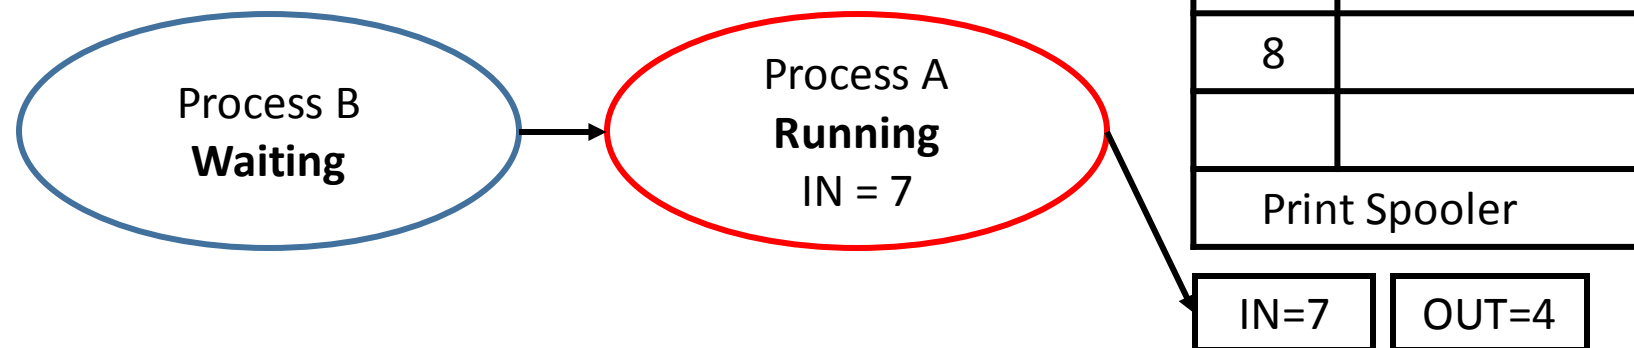 Process B
Waiting
Process A
Running
IN = 7
8
Print Spooler
IN=7
OUT=4